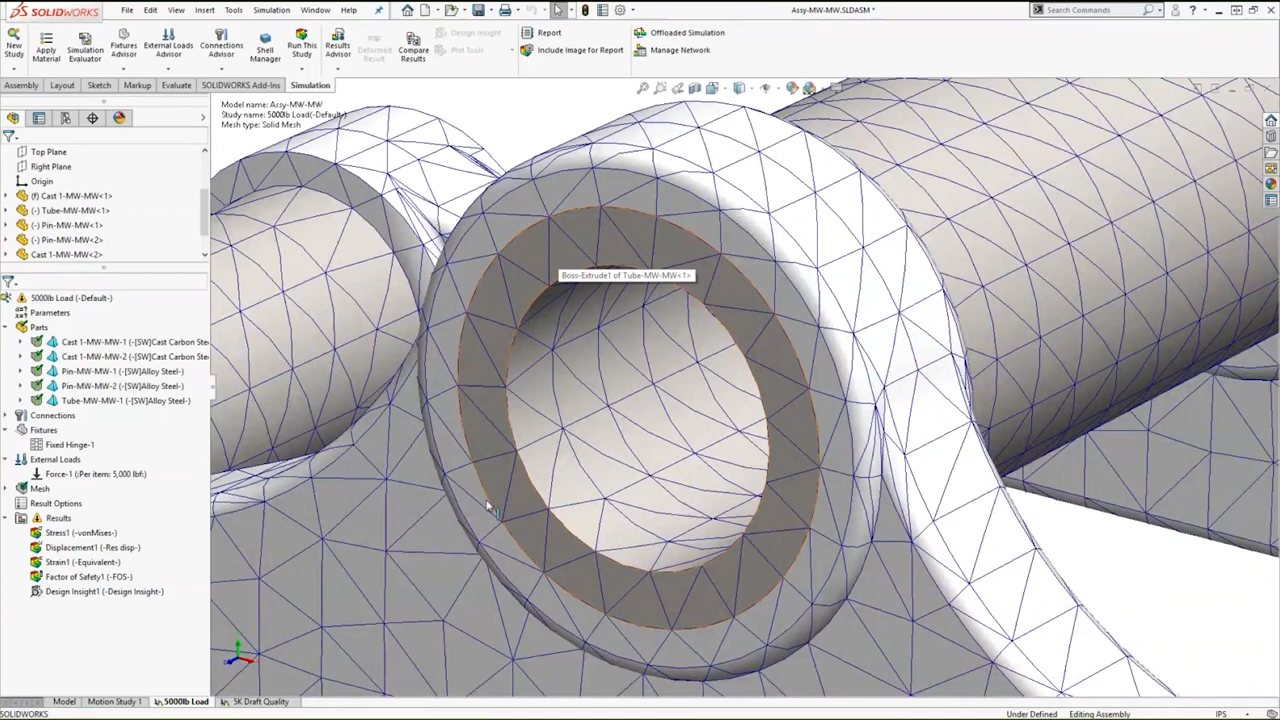 SOLIDWORKS
File Edit View Insert Tools Simulation Window Help
Assy-MW-MW.SLDASM *
Search Commands
New Study
Apply Material
Simulation Evaluator
Fixtures Advisor
External Loads Advisor
Connections Advisor
Shell Manager
Run This Study
Results Advisor
Deformed Result
Compare Results
Design Insight
Plot Tools
Report
Include Image for Report
Offloaded Simulation
Manage Network
Assembly Layout Sketch Markup Evaluate SOLIDWORKS Add-Ins Simulation
Model name: Assy-MW-MW
Study name: 5000lb Load(-Default-)
Mesh type: Solid Mesh
Top Plane
Right Plane
Origin
(f) Cast 1-MW-MW<1>
(-) Tube-MW-MW<1>
(-) Pin-MW-MW<1>
(-) Pin-MW-MW<2>
Cast 1-MW-MW<2>
5000lb Load (-Default-)
Parameters
Parts
Cast 1-MW-MW-1 (-[SW]Cast Carbon Stee
Cast 1-MW-MW-2 (-[SW]Cast Carbon Stee
Pin-MW-MW-1 (-[SW]Alloy Steel-)
Pin-MW-MW-2 (-[SW]Alloy Steel-)
Tube-MW-MW-1 (-[SW]Alloy Steel-)
Connections
Fixtures
Fixed Hinge-1
External Loads
Force-1 (:Per item: 5,000 lbf:)
Mesh
Result Options
Results
Stress1 (-vonMises-)
Displacement1 (-Res disp-)
Strain1 (-Equivalent-)
Factor of Safety1 (-FOS-)
Design Insight1 (-Design Insight-)
Boss-Extrude1 of Tube-MW-MW<1>
Model Motion Study 1 5000lb Load 5K Draft Quality
SOLIDWORKS
Under Defined Editing Assembly IPS